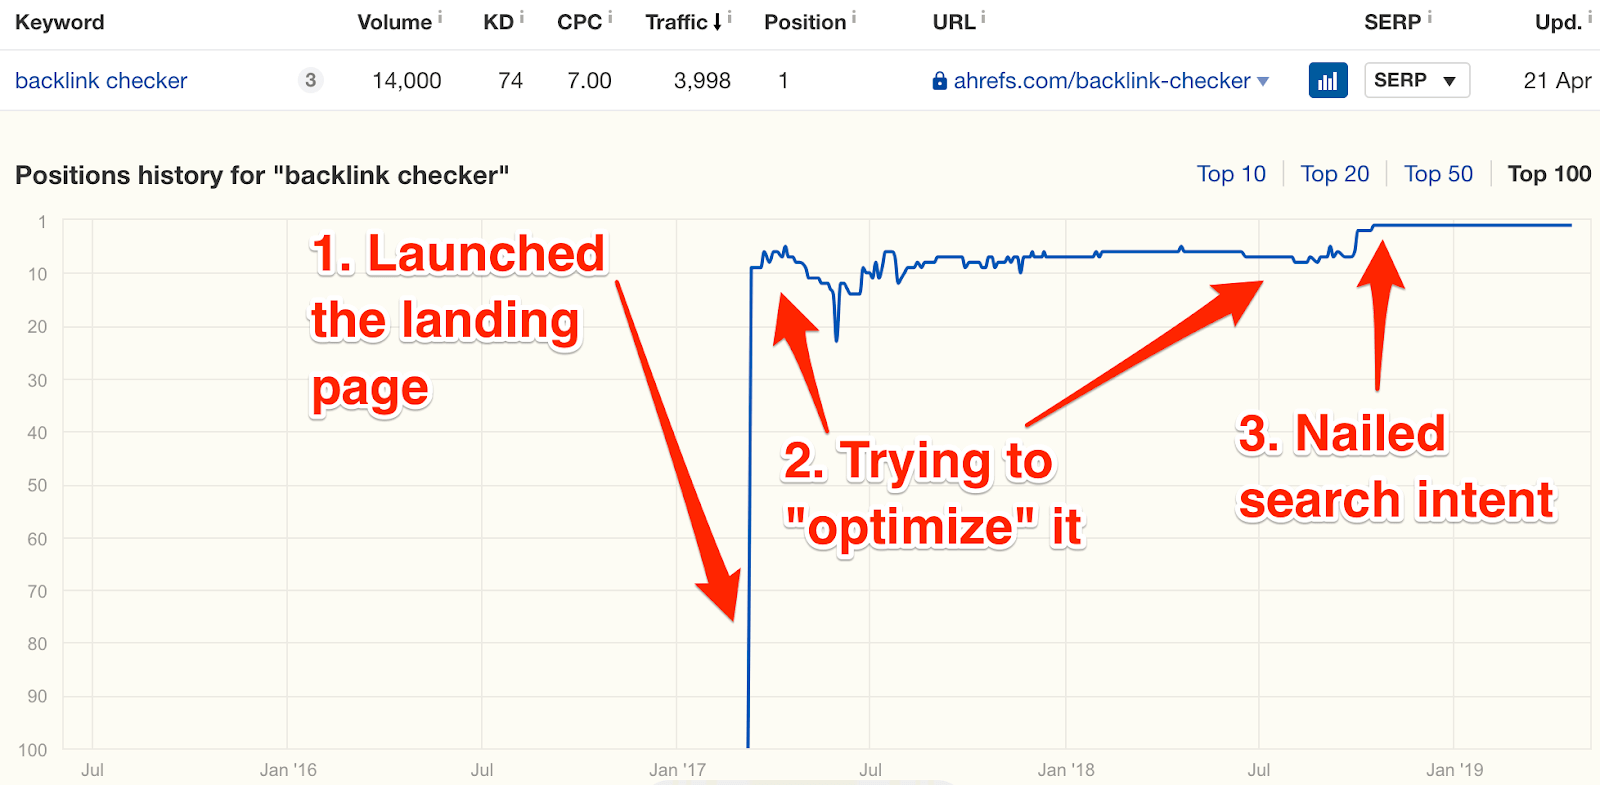 Keyword Volume i KD i CPC i Traffic ↓ i Position i URL i SERP i Upd. i
backlink checker 3 14,000 74 7.00 3,998 1 ahrefs.com/backlink-checker ▼ SERP ▼ 21 Apr
Positions history for "backlink checker" Top 10 Top 20 Top 50 Top 100
1
10
20
30
40
50
60
70
80
90
100
1. Launched
the landing
page
2. Trying to
"optimize" it
3. Nailed
search intent
Jul Jan '16 Jul Jan '17 Jul Jan '18 Jul Jan '19